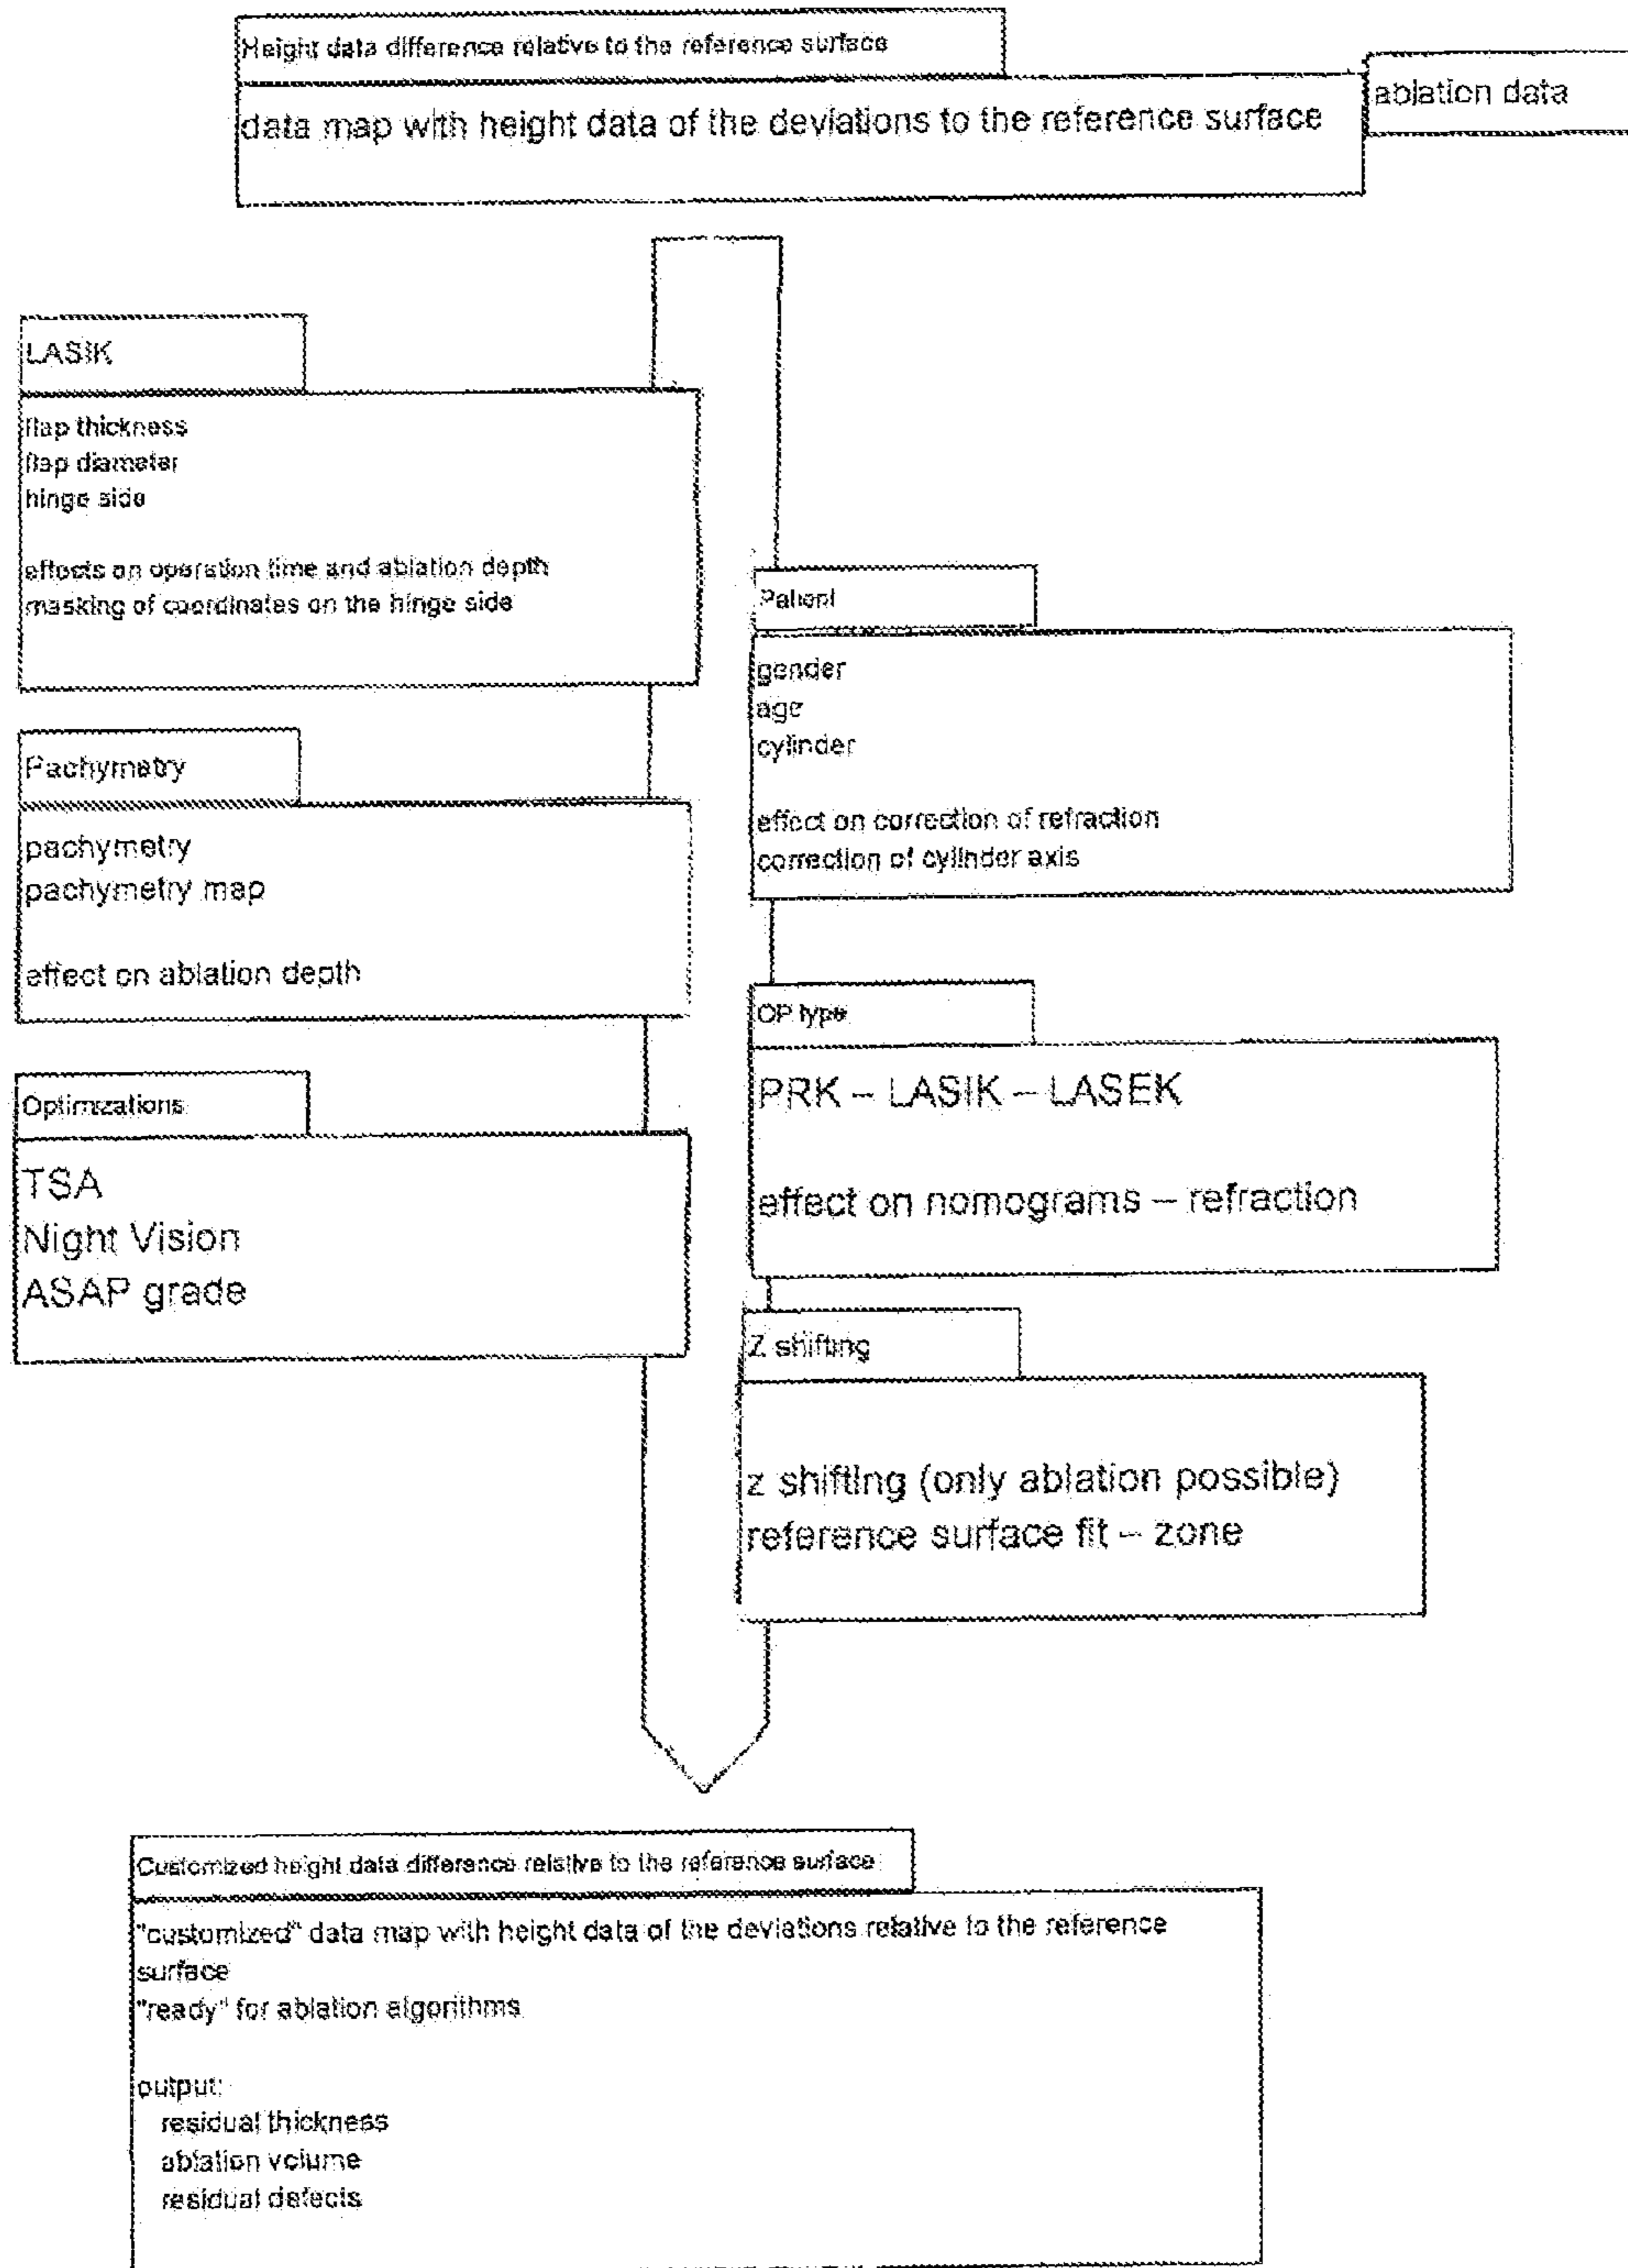 Height data difference relative to the reference surface
data map with height data of the deviations to the reference surface
ablation data
LASIK
flap thickness
flap diameter
hinge side
effects on operation time and ablation depth
masking of coordinates on the hinge side
Patient
gender
age
cylinder
effect on correction of refraction
correction of cylinder axis
Pachymetry
pachymetry
pachymetry map
effect on ablation depth
OP type
PRK – LASIK – LASEK
effect on nomograms – refraction
Optimizations
TSA
Night Vision
ASAP grade
Z shifting
z shifting (only ablation possible)
reference surface fit – zone
Customized height data difference relative to the reference surface
"customized" data map with height data of the deviations relative to the reference
surface
"ready" for ablation algorithms
output:
residual thickness
ablation volume
residual defects